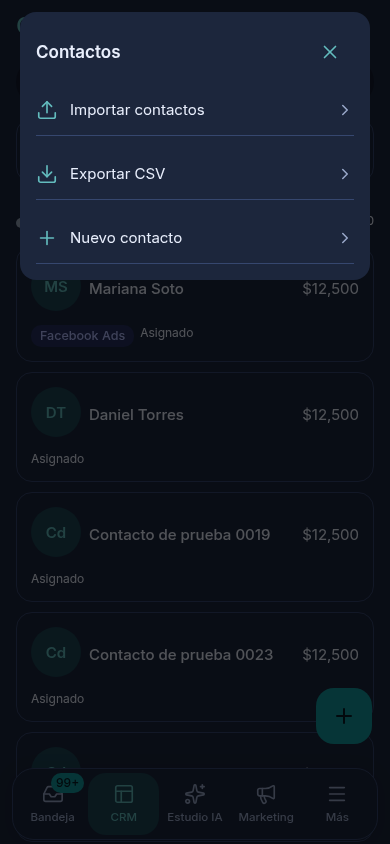 Contactos
Importar contactos
Exportar CSV
Nuevo contacto
MS
Mariana Soto
$12,500
Facebook Ads
Asignado
DT
Daniel Torres
$12,500
Asignado
Cd
Contacto de prueba 0019
$12,500
Asignado
Cd
Contacto de prueba 0023
$12,500
Asignado
99+
Bandeja
CRM
Estudio IA
Marketing
Más